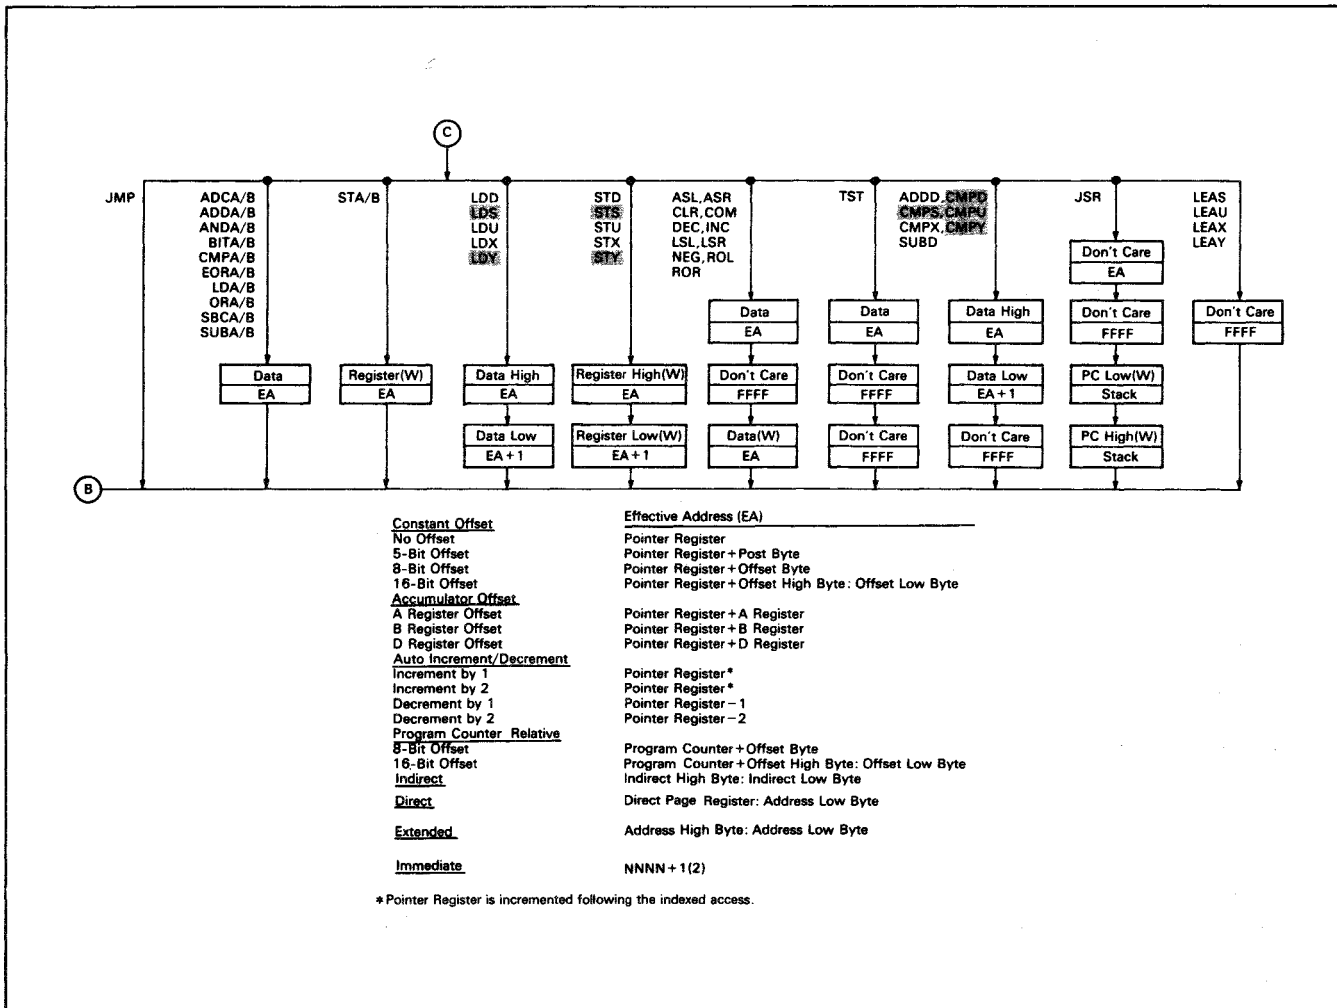 C
JMP
ADCA/B
ADDA/B
ANDA/B
BITA/B
CMPA/B
EORA/B
LDA/B
ORA/B
SBCA/B
SUBA/B
Data
EA
STA/B
Register(W)
EA
LDD
LDS
LDU
LDX
LDY
Data High
EA
Data Low
EA+1
STD
STS
STU
STX
STY
Register High(W)
EA
Register Low(W)
EA+1
ASL,ASR
CLR,COM
DEC,INC
LSL,LSR
NEG,ROL
ROR
Data
EA
Don't Care
FFFF
Data(W)
EA
TST
Data
EA
Don't Care
FFFF
Don't Care
FFFF
ADDD,CMPD
CMPS,CMPU
CMPX,CMPY
SUBD
Data High
EA
Data Low
EA+1
Don't Care
FFFF
JSR
Don't Care
EA
Don't Care
FFFF
PC Low(W)
Stack
PC High(W)
Stack
LEAS
LEAU
LEAX
LEAY
Don't Care
FFFF
B
Constant Offset Effective Address (EA)
No Offset Pointer Register
5-Bit Offset Pointer Register+Post Byte
8-Bit Offset Pointer Register+Offset Byte
16-Bit Offset Pointer Register+Offset High Byte: Offset Low Byte
Accumulator Offset
A Register Offset Pointer Register+A Register
B Register Offset Pointer Register+B Register
D Register Offset Pointer Register+D Register
Auto Increment/Decrement
Increment by 1 Pointer Register*
Increment by 2 Pointer Register*
Decrement by 1 Pointer Register−1
Decrement by 2 Pointer Register−2
Program Counter Relative
8-Bit Offset Program Counter+Offset Byte
16-Bit Offset Program Counter+Offset High Byte: Offset Low Byte
Indirect Indirect High Byte: Indirect Low Byte
Direct Direct Page Register: Address Low Byte
Extended Address High Byte: Address Low Byte
Immediate NNNN+1(2)
*Pointer Register is incremented following the indexed access.